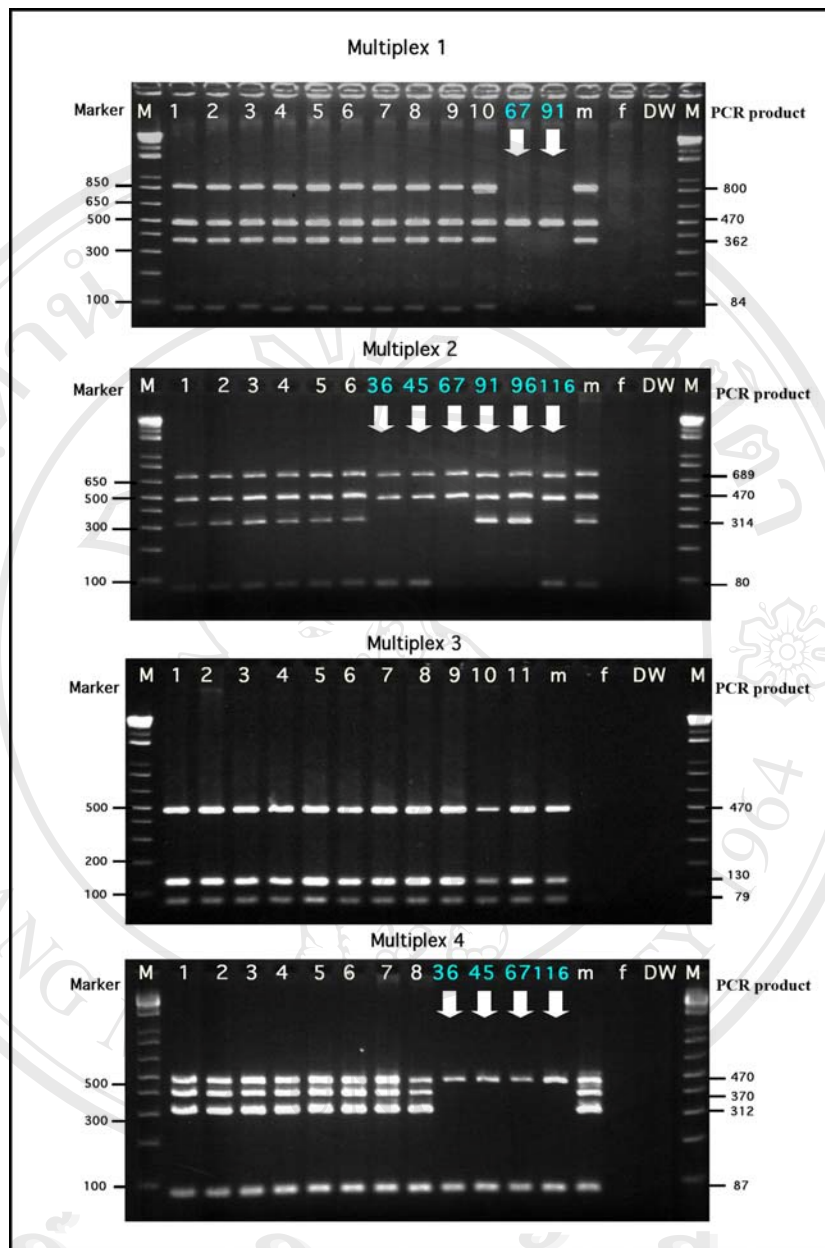 Multiplex 1
Marker M 1 2 3 4 5 6 7 8 9 10 67 91 m f DW M PCR product
850 800
650
500 470
300 362
100 84
Multiplex 2
Marker M 1 2 3 4 5 6 36 45 67 91 96 116 m f DW M PCR product
650 689
500 470
300 314
100 80
Multiplex 3
Marker M 1 2 3 4 5 6 7 8 9 10 11 m f DW M PCR product
500 470
200
100 130
79
Multiplex 4
Marker M 1 2 3 4 5 6 7 8 36 45 67 116 m f DW M PCR product
500 470
370
300 312
100 87